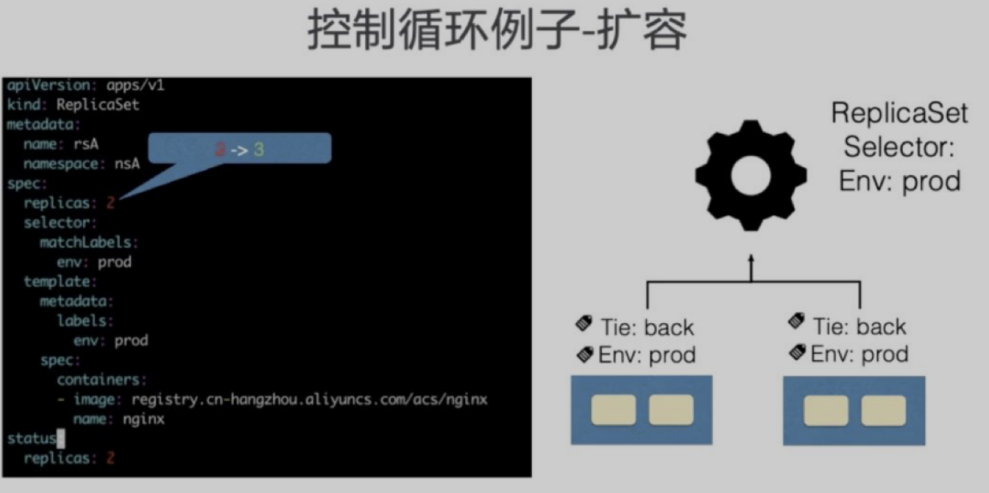 控制循环例子-扩容
apiVersion: apps/v1
kind: ReplicaSet
metadata:
  name: rsA
  namespace: nsA
2 -> 3
spec:
  replicas: 2
  selector:
    matchLabels:
      env: prod
  template:
    metadata:
      labels:
        env: prod
    spec:
      containers:
      - image: registry.cn-hangzhou.aliyuncs.com/acs/nginx
        name: nginx
status:
  replicas: 2
ReplicaSet
Selector:
Env: prod
Tie: back
Env: prod
Tie: back
Env: prod